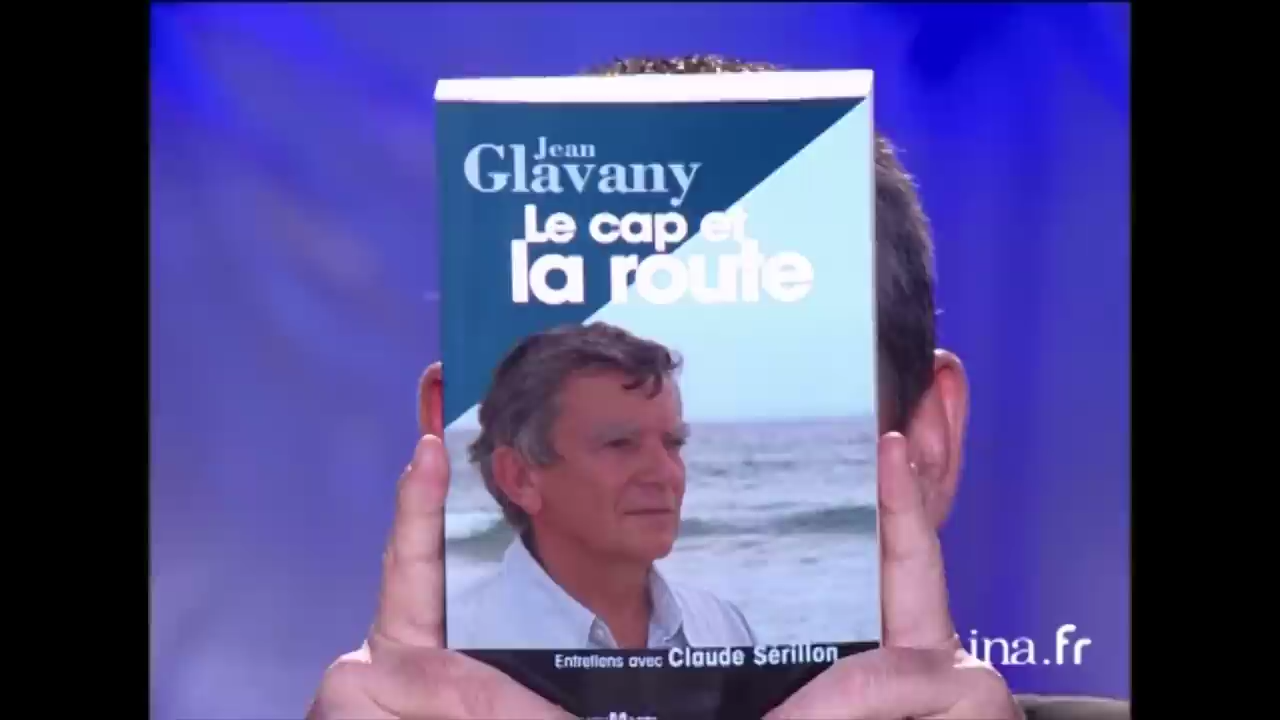 Jean
Glavany
Le cap et
la route
Entretiens avec Claude Sérillon
ina.fr